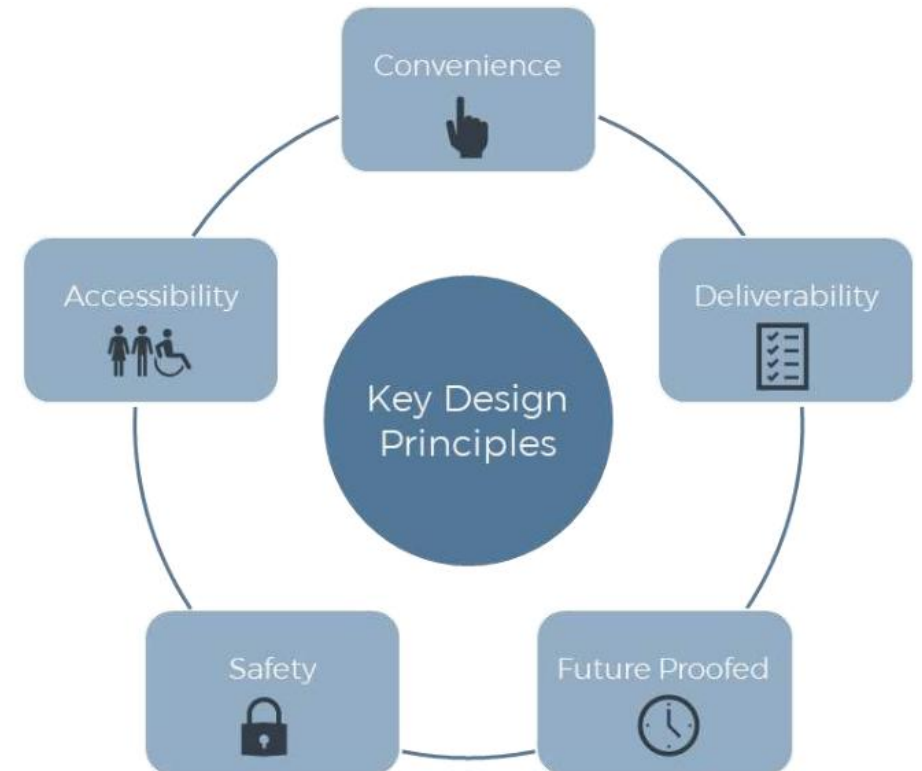 Convenience
Accessibility
Deliverability
Key Design
Principles
Safety
Future Proofed